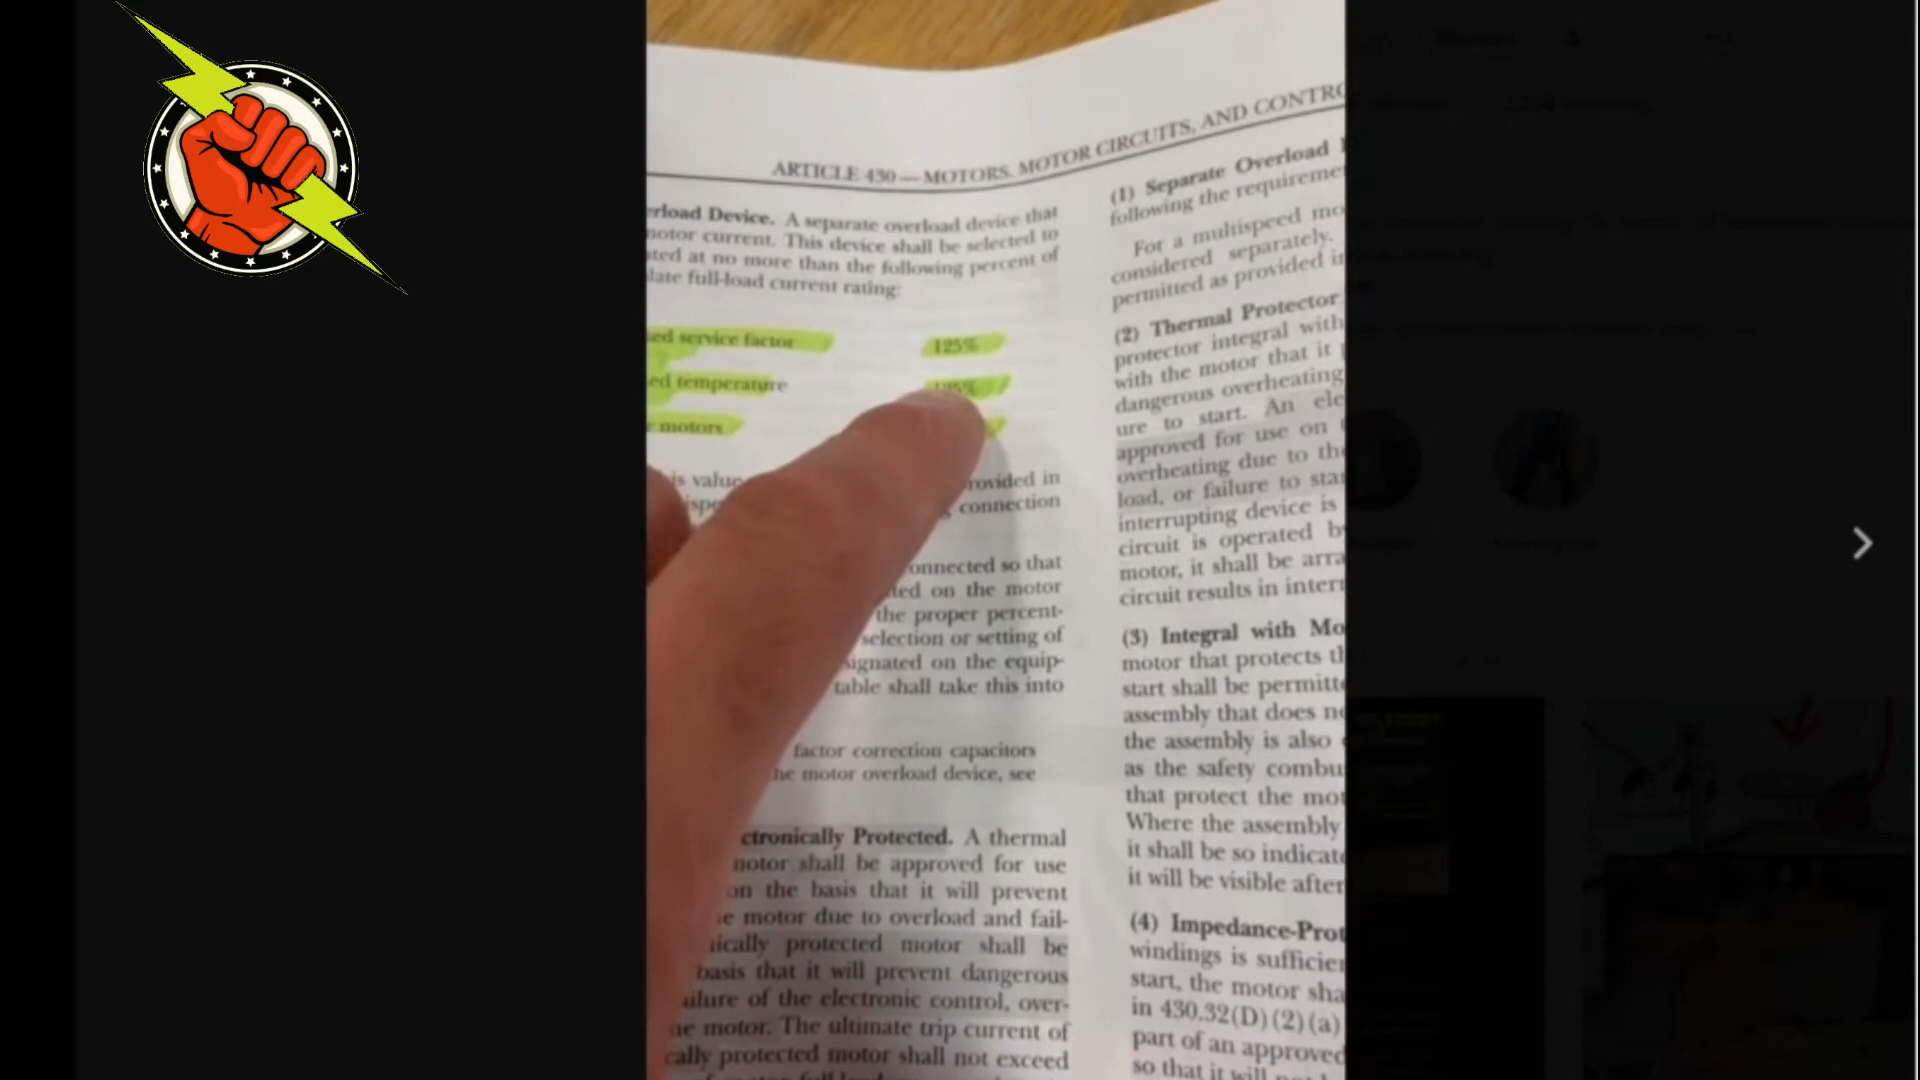 ARTICLE 430 — MOTORS, MOTOR CIRCUITS, AND CONTRO
erload Device. A separate overload device that
motor current. This device shall be selected to
ted at no more than the following percent of
late full-load current rating:
ed service factor 125%
ed temperature 125%
r motors
is value rovided in
ispe connection
onnected so that
ted on the motor
the proper percent-
selection or setting of
signated on the equip-
table shall take this into
factor correction capacitors
he motor overload device, see
ctronically Protected. A thermal
motor shall be approved for use
on the basis that it will prevent
e motor due to overload and fail-
nically protected motor shall be
basis that it will prevent dangerous
ailure of the electronic control, over-
he motor. The ultimate trip current of
cally protected motor shall not exceed
(1) Separate Overload
following the requireme
For a multispeed mo
considered separately.
permitted as provided in
(2) Thermal Protector
protector integral with
with the motor that it
dangerous overheating
ure to start. An ele
approved for use on
overheating due to the
load, or failure to star
interrupting device is
circuit is operated b
motor, it shall be arra
circuit results in interr
(3) Integral with Mo
motor that protects th
start shall be permitte
assembly that does no
the assembly is also
as the safety combu
that protect the mot
Where the assembly
it shall be so indicate
it will be visible after
(4) Impedance-Prot
windings is sufficien
start, the motor sha
in 430.32(D)(2)(a)
part of an approved
so that it will